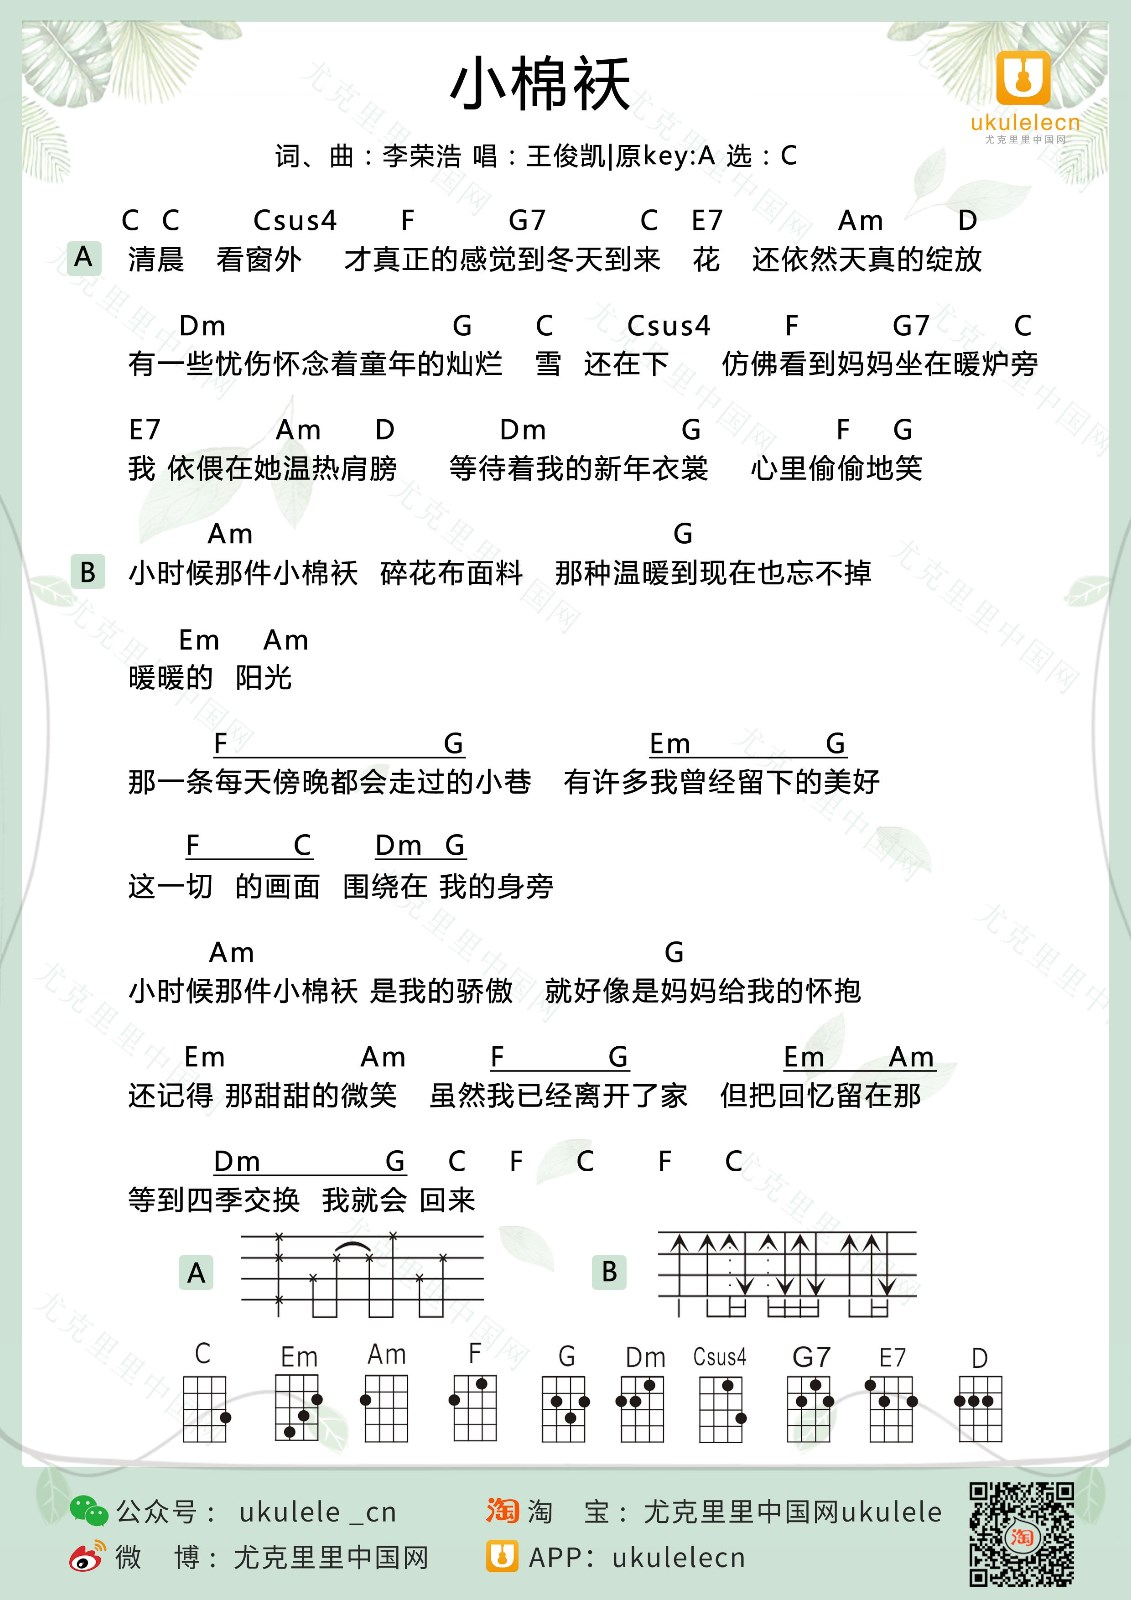 小棉袄
ukulelecn
尤克里里中国网
词、曲：李荣浩 唱：王俊凯|原key:A 选：C
C C Csus4 F G7 C E7 Am D
A 清晨 看窗外 才真正的感觉到冬天到来 花 还依然天真的绽放
Dm G C Csus4 F G7 C
有一些忧伤怀念着童年的灿烂 雪 还在下 仿佛看到妈妈坐在暖炉旁
E7 Am D Dm G F G
我 依偎在她温热肩膀 等待着我的新年衣裳 心里偷偷地笑
Am G
B 小时候那件小棉袄 碎花布面料 那种温暖到现在也忘不掉
Em Am
暖暖的 阳光
F G Em G
那一条每天傍晚都会走过的小巷 有许多我曾经留下的美好
F C Dm G
这一切 的画面 围绕在 我的身旁
Am G
小时候那件小棉袄 是我的骄傲 就好像是妈妈给我的怀抱
Em Am F G Em Am
还记得 那甜甜的微笑 虽然我已经离开了家 但把回忆留在那
Dm G C F C F C
等到四季交换 我就会 回来
A B
C Em Am F G Dm Csus4 G7 E7 D
公众号： ukulele _cn 淘 淘 宝：尤克里里中国网ukulele
微 博：尤克里里中国网 APP：ukulelecn
淘